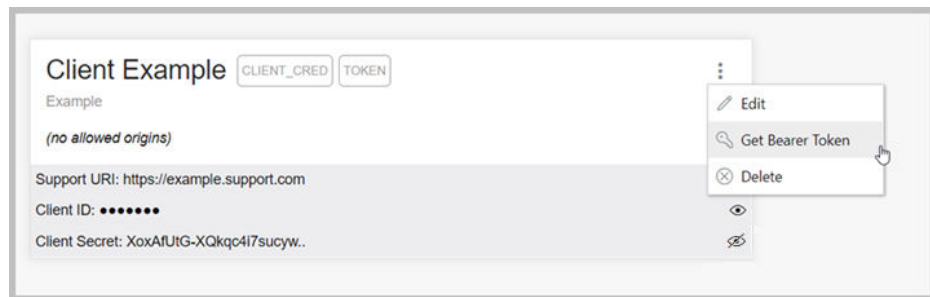 Client Example CLIENT_CRED TOKEN
Example
(no allowed origins)
Edit
Get Bearer Token
Delete
Support URI: https://example.support.com
Client ID: •••••••
Client Secret: XoxAfUtG-XQkqc4i7sucyw..